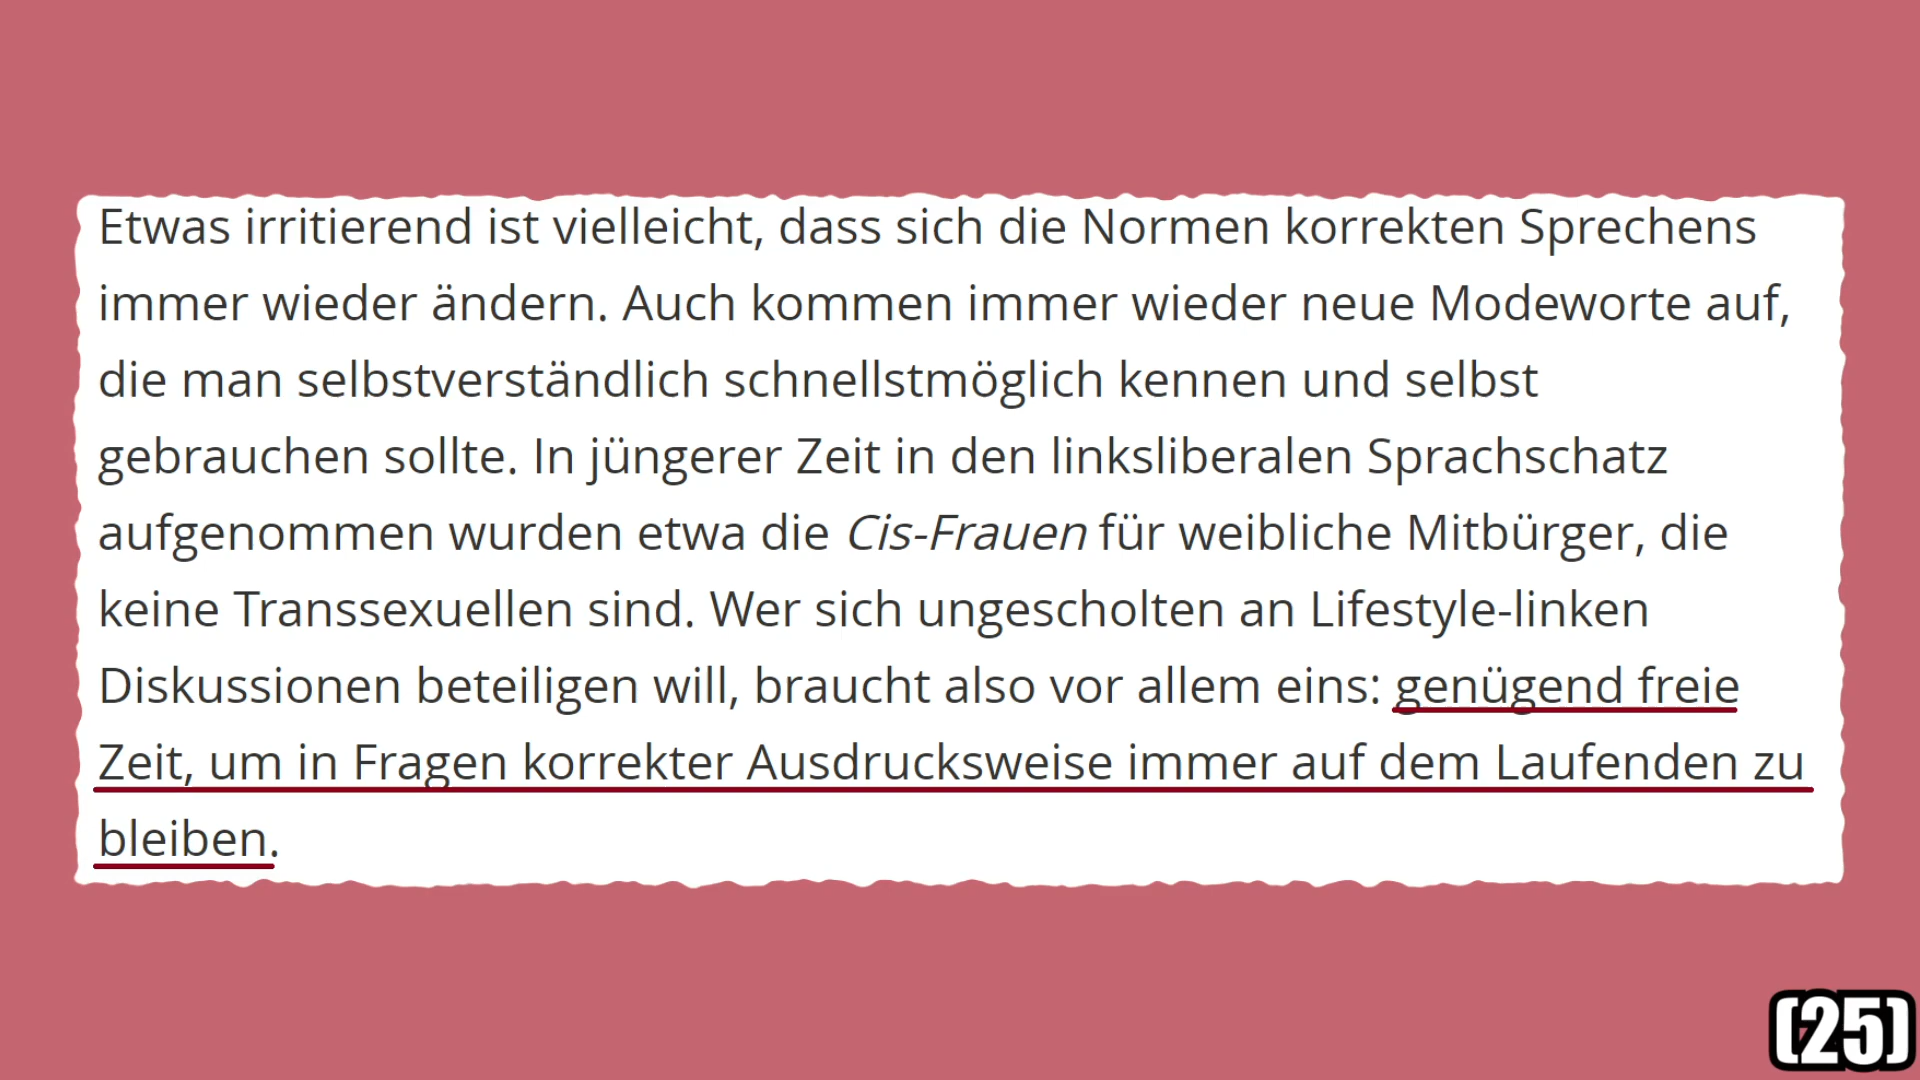 Etwas irritierend ist vielleicht, dass sich die Normen korrekten Sprechens
immer wieder ändern. Auch kommen immer wieder neue Modeworte auf,
die man selbstverständlich schnellstmöglich kennen und selbst
gebrauchen sollte. In jüngerer Zeit in den linksliberalen Sprachschatz
aufgenommen wurden etwa die Cis-Frauen für weibliche Mitbürger, die
keine Transsexuellen sind. Wer sich ungescholten an Lifestyle-linken
Diskussionen beteiligen will, braucht also vor allem eins: genügend freie
Zeit, um in Fragen korrekter Ausdrucksweise immer auf dem Laufenden zu
bleiben.
(25)